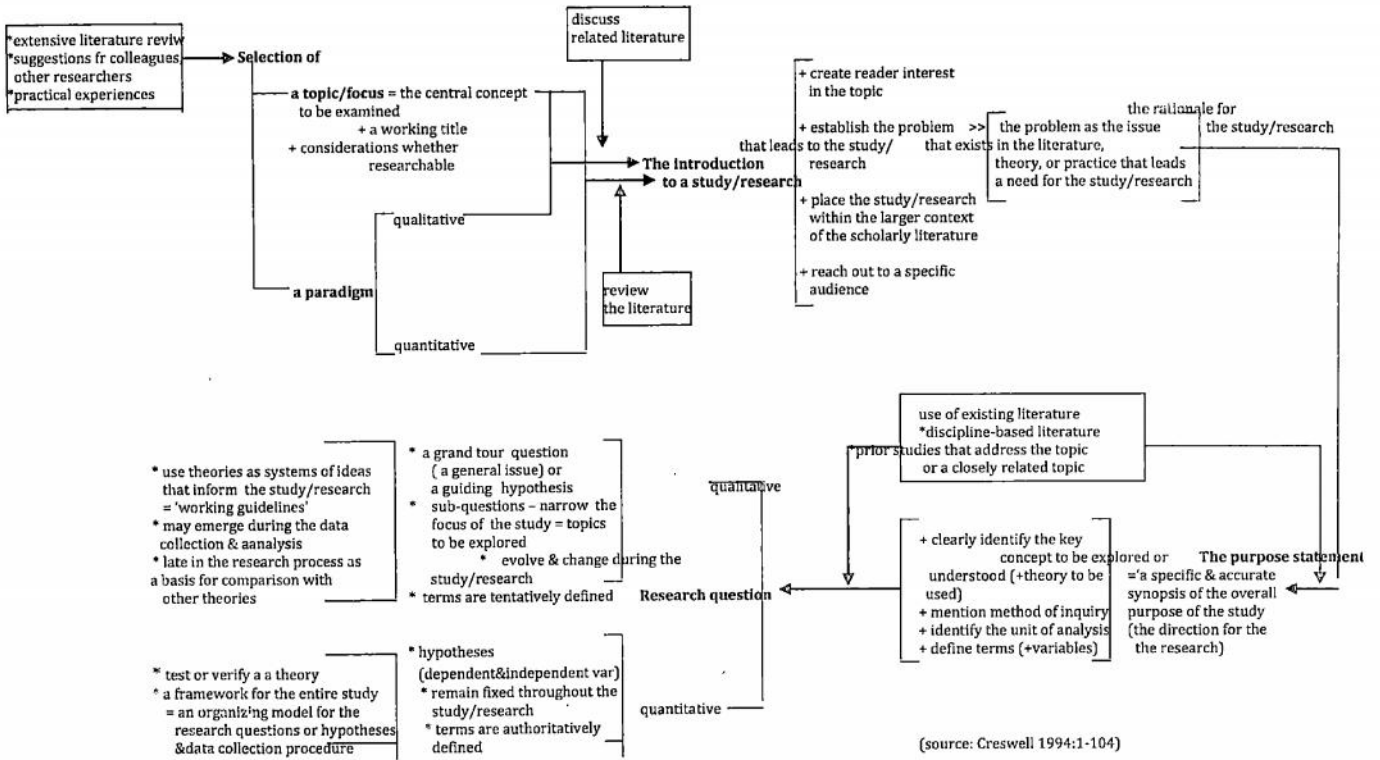 *extensive literature reviw
*suggestions fr colleagues,
other researchers
*practical experiences
Selection of
a topic/focus = the central concept
to be examined
+ a working title
+ considerations whether
researchable
a paradigm
qualitative
quantitative
discuss
related literature
The introduction
to a study/research
review
the literature
+ create reader interest
in the topic
+ establish the problem >>
that leads to the study/
research
+ place the study/research
within the larger context
of the scholarly literature
+ reach out to a specific
audience
the problem as the issue
that exists in the literature,
theory, or practice that leads
a need for the study/research
the rationale for
the study/research
use of existing literature
*discipline-based literature
*prior studies that address the topic
or a closely related topic
The purpose statement
='a specific & accurate
synopsis of the overall
purpose of the study
(the direction for the
the research)
+ clearly identify the key
concept to be explored or
understood (+theory to be
used)
+ mention method of inquiry
+ identify the unit of analysis
+ define terms (+variables)
Research question
quantative
* a grand tour question
( a general issue) or
a guiding hypothesis
* sub-questions – narrow the
focus of the study = topics
to be explored
* evolve & change during the
study/research
* terms are tentatively defined
* use theories as systems of ideas
that inform the study/research
= 'working guidelines'
* may emerge during the data
collection & aanalysis
* late in the research process as
a basis for comparison with
other theories
quantitative
* hypotheses
(dependent&independent var)
* remain fixed throughout the
study/research
* terms are authoritatively
defined
* test or verify a a theory
* a framework for the entire study
= an organizing model for the
research questions or hypotheses
&data collection procedure
(source: Creswell 1994:1-104)